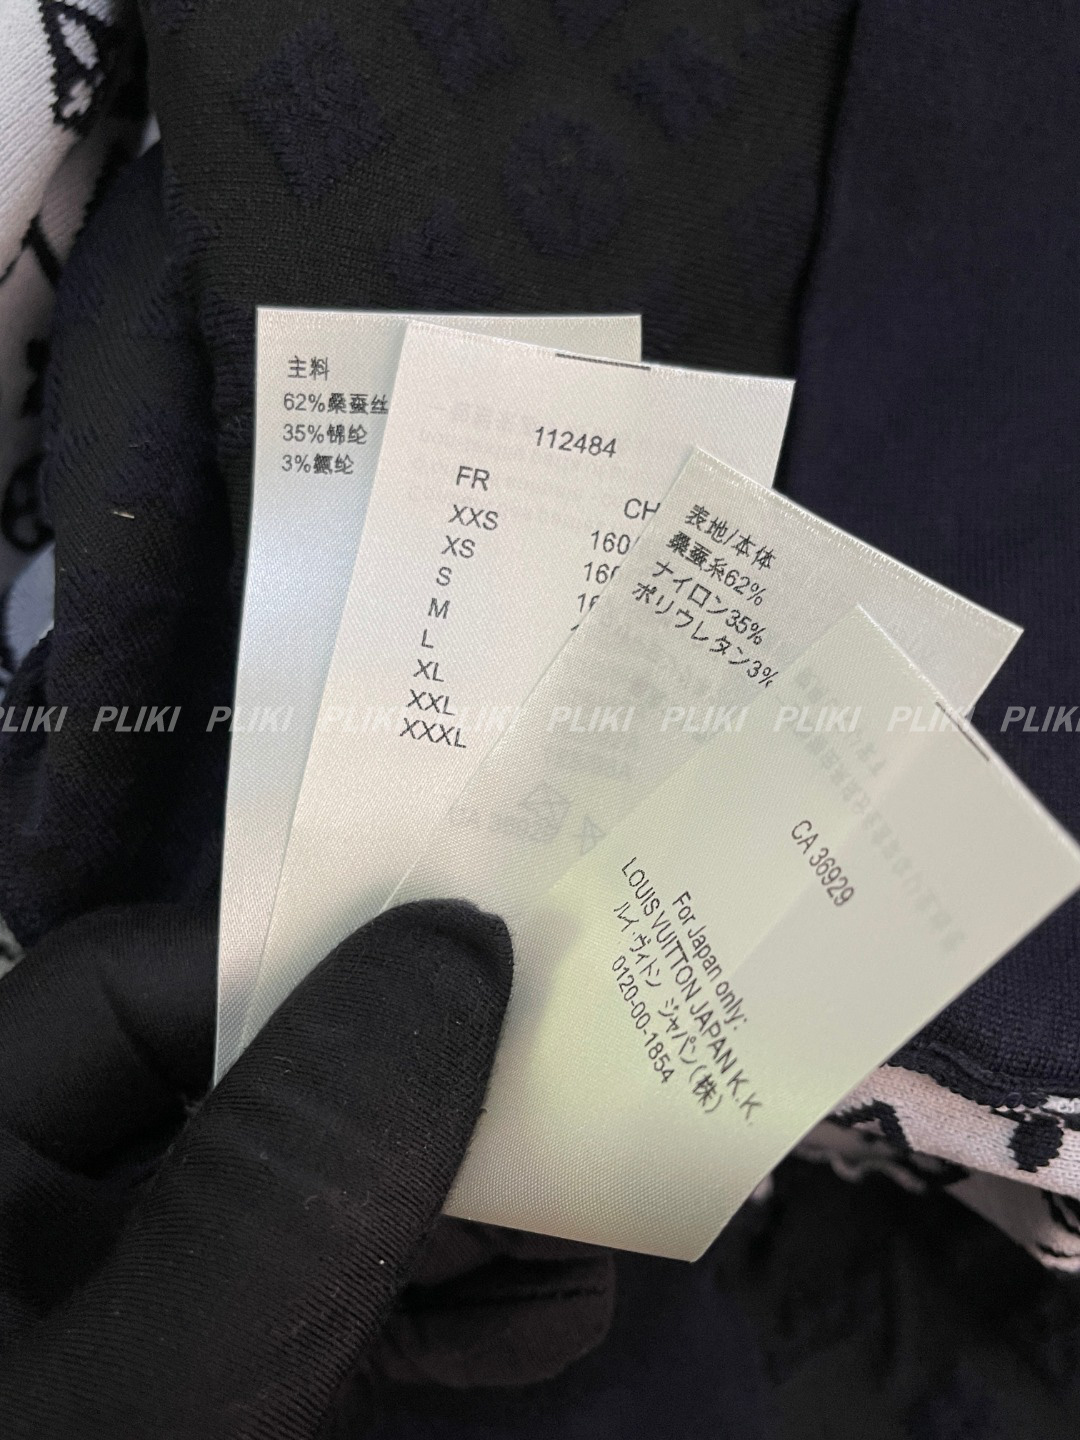 主料
62%桑蚕丝
35%锦纶
3%氨纶
112484
FR
CH
XXS
160
XS
S
M
L
XL
XXL
XXXL
表地/本体
桑蚕糸62%
ナイロン35%
ポリウレタン3%
CA 36929
For Japan only:
LOUIS VUITTON JAPAN K.K.
ルイ・ヴィトン ジャパン(株)
0120-00-1854
PLIKI PLIKI PLIKI PLIKI PLIKI PLIKI PLIKI PLIKI PLIKI PLIK